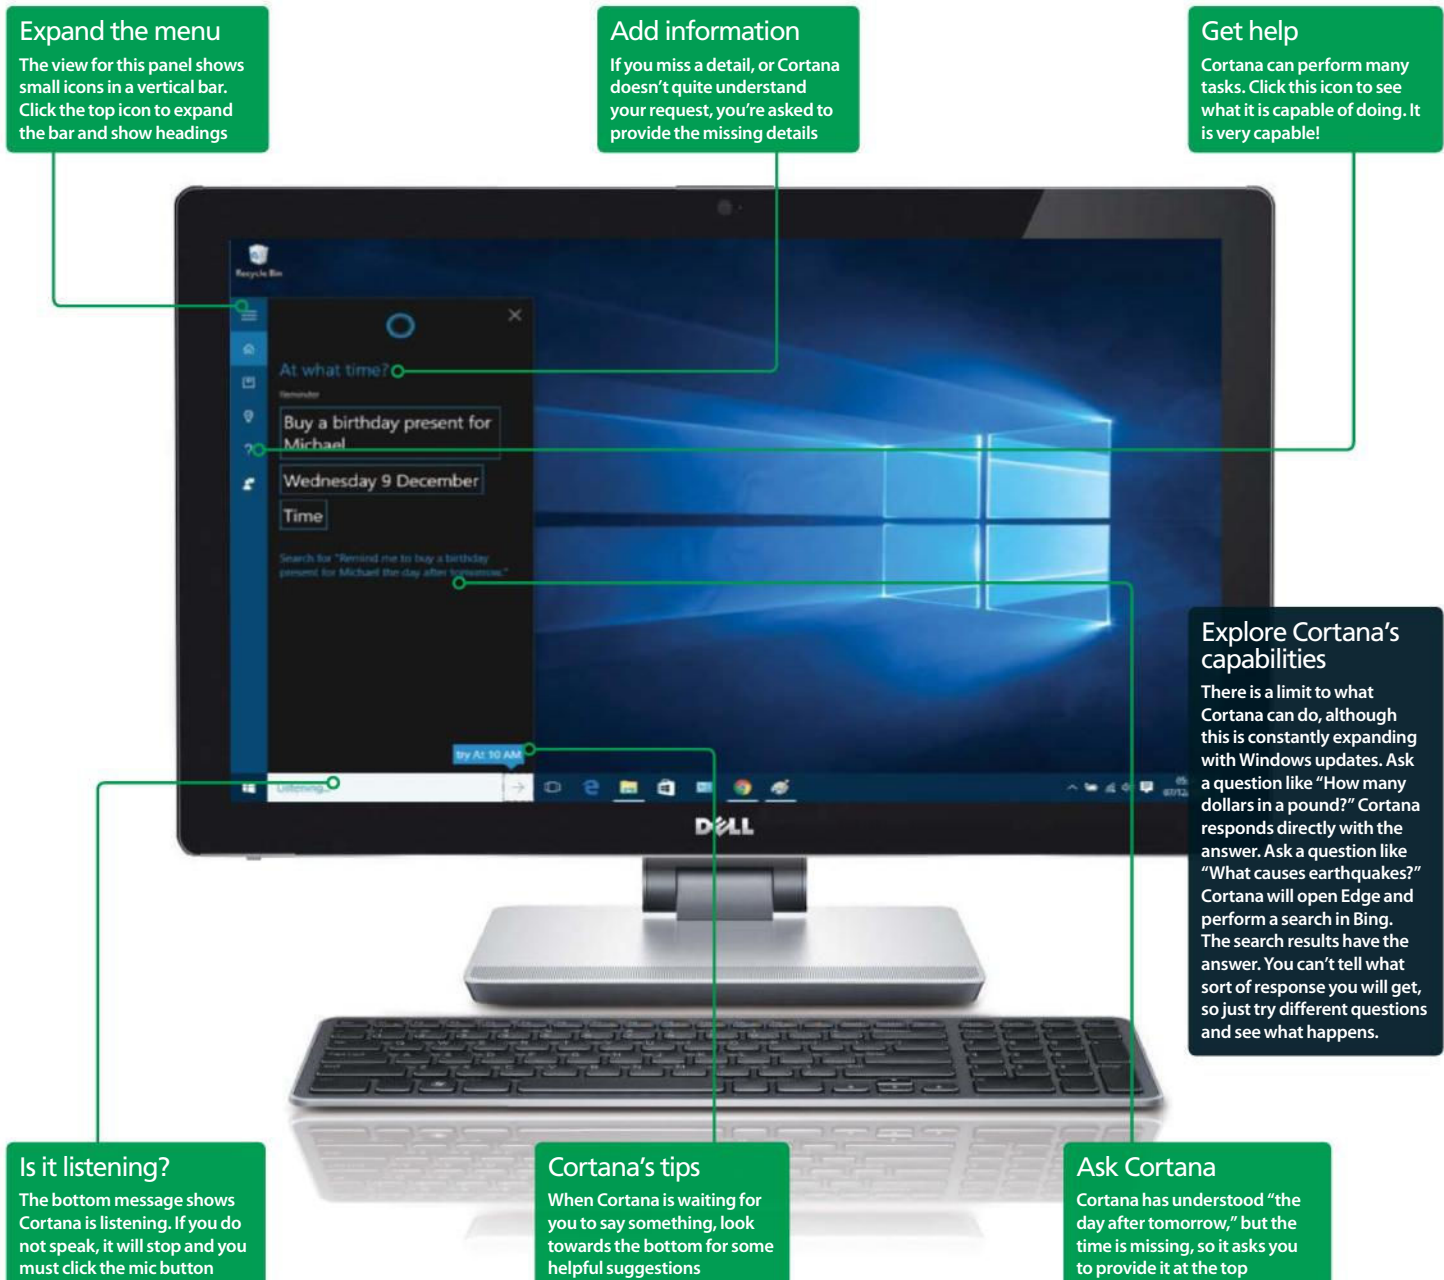 Expand the menu
The view for this panel shows
small icons in a vertical bar.
Click the top icon to expand
the bar and show headings
Add information
If you miss a detail, or Cortana
doesn't quite understand
your request, you're asked to
provide the missing details
Get help
Cortana can perform many
tasks. Click this icon to see
what it is capable of doing. It
is very capable!
Recycle Bin
At what time?
Reminder
Buy a birthday present for
Michael
Wednesday 9 December
Time
Search for "Remind me to buy a birthday
present for Michael the day after tomorrow."
try At 10 AM
Listening...
DELL
Explore Cortana's
capabilities
There is a limit to what
Cortana can do, although
this is constantly expanding
with Windows updates. Ask
a question like "How many
dollars in a pound?" Cortana
responds directly with the
answer. Ask a question like
"What causes earthquakes?"
Cortana will open Edge and
perform a search in Bing.
The search results have the
answer. You can't tell what
sort of response you will get,
so just try different questions
and see what happens.
Is it listening?
The bottom message shows
Cortana is listening. If you do
not speak, it will stop and you
must click the mic button
Cortana's tips
When Cortana is waiting for
you to say something, look
towards the bottom for some
helpful suggestions
Ask Cortana
Cortana has understood "the
day after tomorrow," but the
time is missing, so it asks you
to provide it at the top